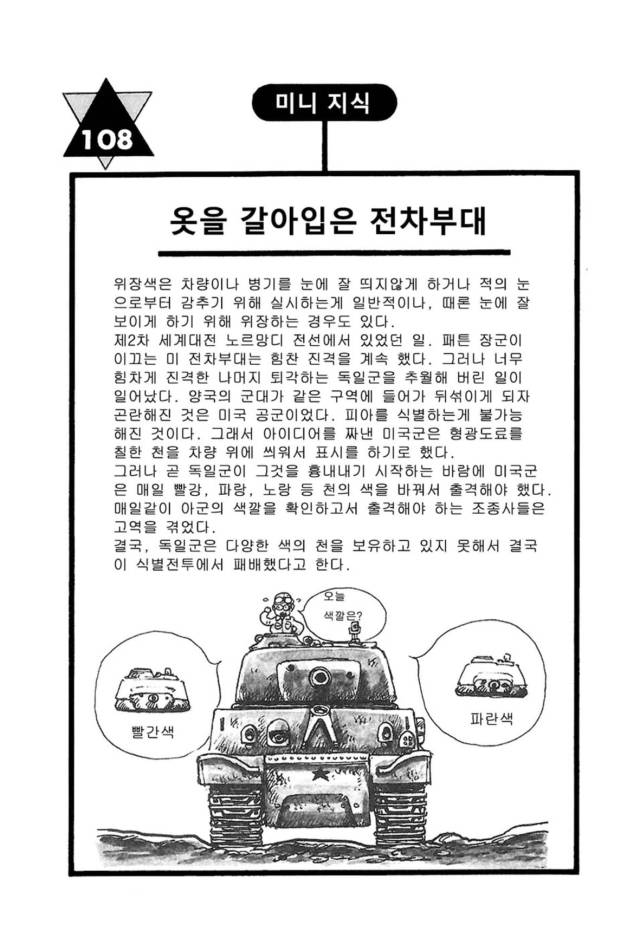 108
미니 지식
옷을 갈아입은 전차부대
위장색은 차량이나 병기를 눈에 잘 띄지않게 하거나 적의 눈
으로부터 감추기 위해 실시하는게 일반적이나, 때론 눈에 잘
보이게 하기 위해 위장하는 경우도 있다.
제2차 세계대전 노르망디 전선에서 있었던 일. 패튼 장군이
이끄는 미 전차부대는 힘찬 진격을 계속 했다. 그러나 너무
힘차게 진격한 나머지 퇴각하는 독일군을 추월해 버린 일이
일어났다. 양국의 군대가 같은 구역에 들어가 뒤섞이게 되자
곤란해진 것은 미국 공군이었다. 피아를 식별하는게 불가능
해진 것이다. 그래서 아이디어를 짜낸 미국군은 형광도료를
칠한 천을 차량 위에 씌워서 표시를 하기로 했다.
그러나 곧 독일군이 그것을 흉내내기 시작하는 바람에 미국군
은 매일 빨강, 파랑, 노랑 등 천의 색을 바꿔서 출격해야 했다.
매일같이 아군의 색깔을 확인하고서 출격해야 하는 조종사들은
고역을 겪었다.
결국, 독일군은 다양한 색의 천을 보유하고 있지 못해서 결국
이 식별전투에서 패배했다고 한다.
오늘
색깔은?
빨간색
파란색